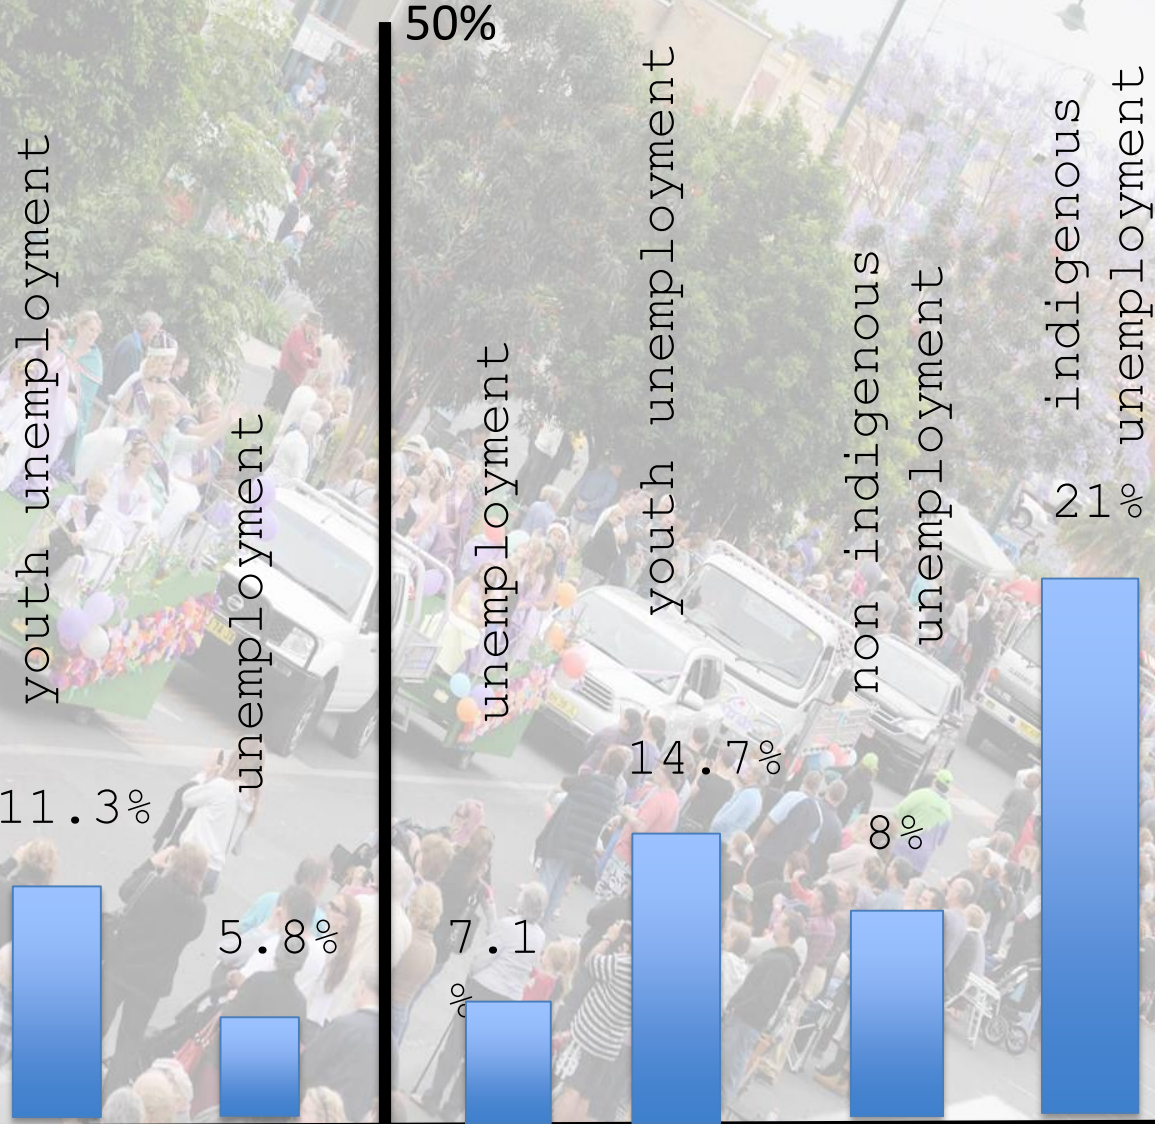 50%
youth unemployment
11.3%
unemployment
5.8%
unemployment
7.1
%
youth unemployment
14.7%
non indigenous
unemployment
8%
indigenous
unemployment
21%